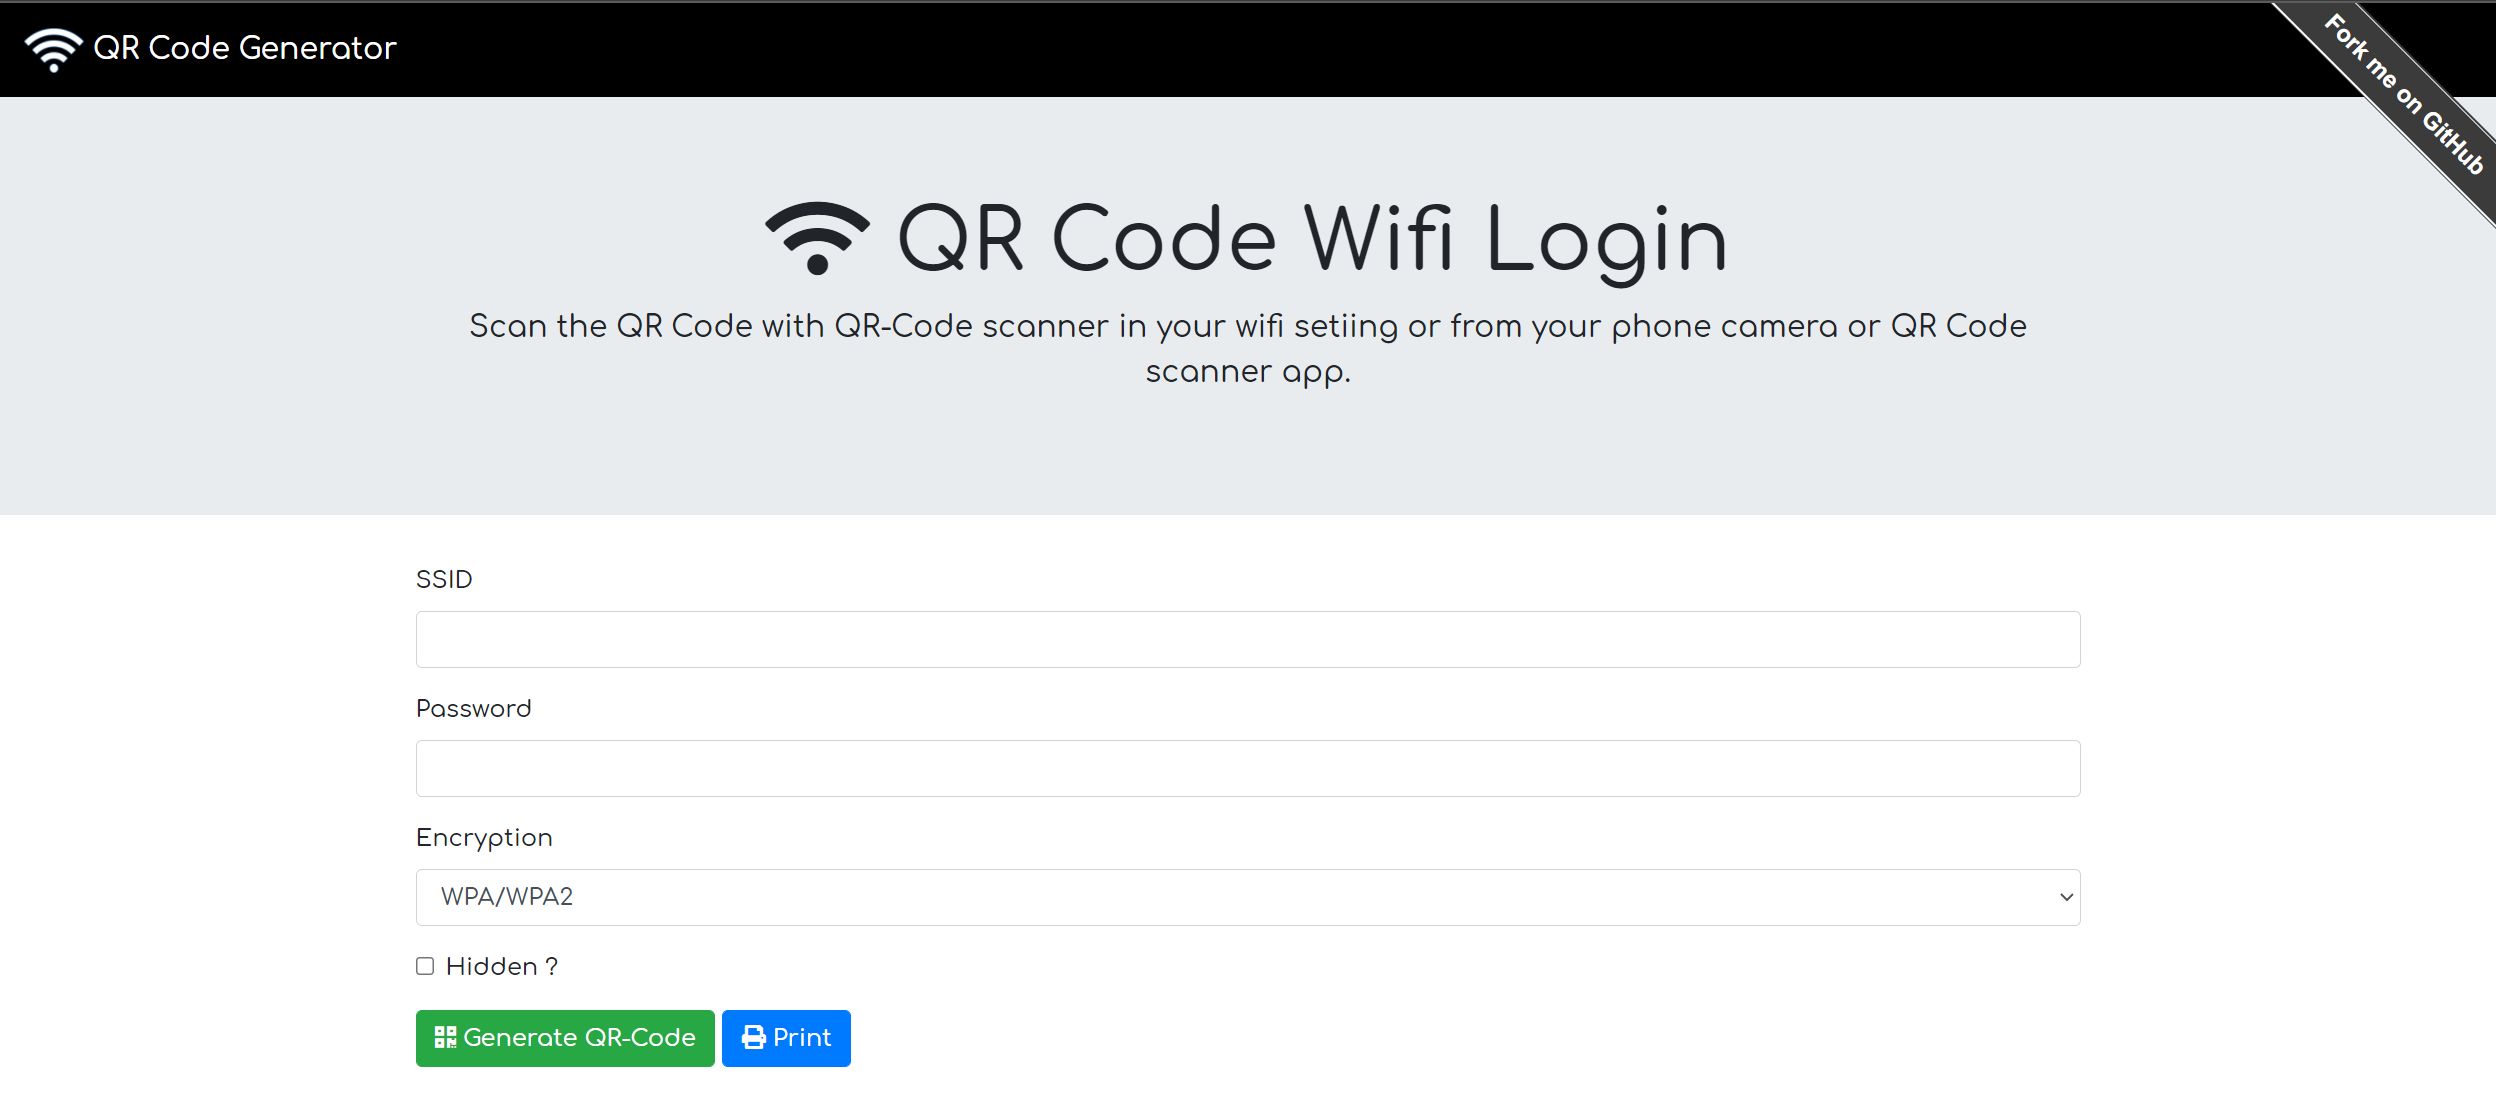 QR Code Generator
Fork me on GitHub
QR Code Wifi Login
Scan the QR Code with QR-Code scanner in your wifi setiing or from your phone camera or QR Code
scanner app.
SSID
Password
Encryption
WPA/WPA2
Hidden ?
Generate QR-Code
Print